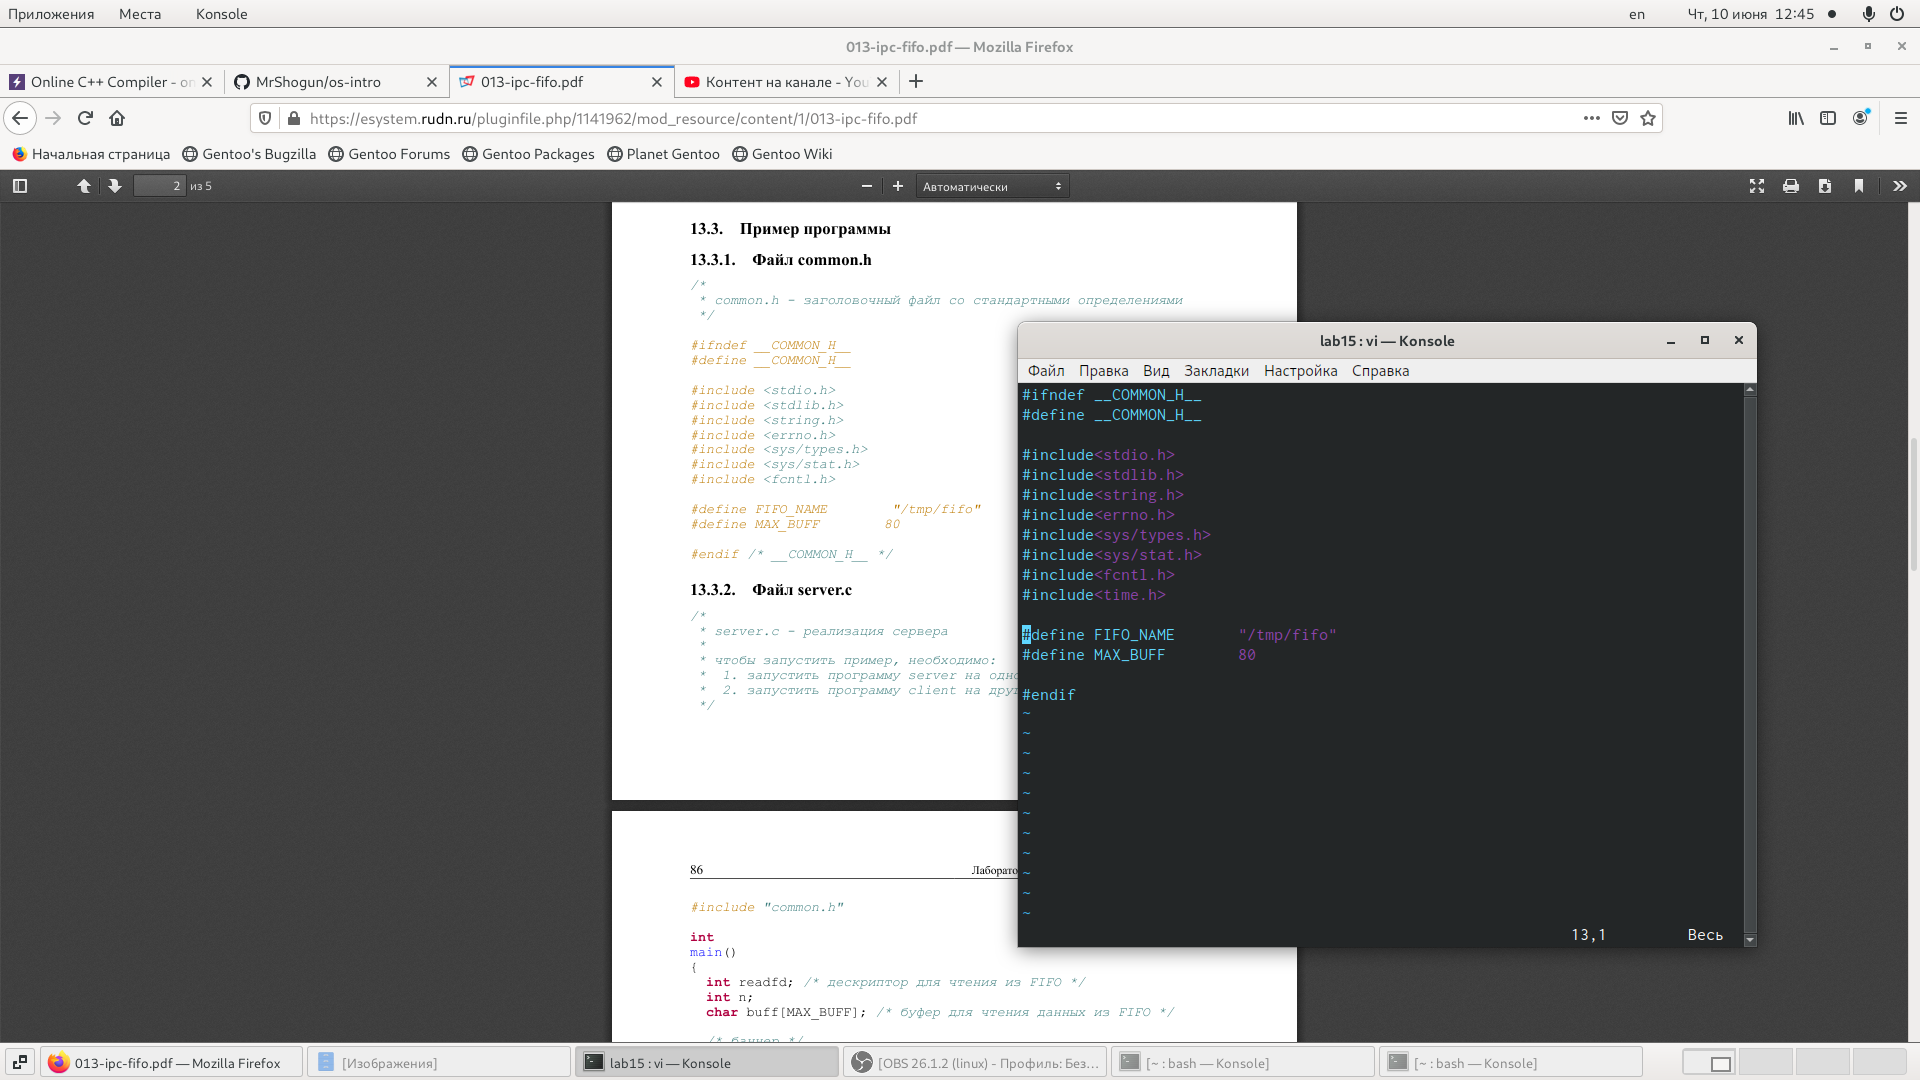 Приложения Места Konsole en Чт, 10 июня 12:45
013-ipc-fifo.pdf — Mozilla Firefox
Online C++ Compiler - on MrShogun/os-intro 013-ipc-fifo.pdf Контент на канале - You
https://esystem.rudn.ru/pluginfile.php/1141962/mod_resource/content/1/013-ipc-fifo.pdf
Начальная страница Gentoo's Bugzilla Gentoo Forums Gentoo Packages Planet Gentoo Gentoo Wiki
2 из 5 Автоматически
13.3. Пример программы
13.3.1. Файл common.h
/*
* common.h - заголовочный файл со стандартными определениями
*/
#ifndef __COMMON_H__
#define __COMMON_H__
#include <stdio.h>
#include <stdlib.h>
#include <string.h>
#include <errno.h>
#include <sys/types.h>
#include <sys/stat.h>
#include <fcntl.h>
#define FIFO_NAME "/tmp/fifo"
#define MAX_BUFF 80
#endif /* __COMMON_H__ */
13.3.2. Файл server.c
/*
* server.c - реализация сервера
*
* чтобы запустить пример, необходимо:
* 1. запустить программу server на
* 2. запустить программу client на
*/
86
#include "common.h"
int
main()
{
int readfd; /* дескриптор для чтения из FIFO */
int n;
char buff[MAX_BUFF]; /* буфер для чтения данных из FIFO */
/* баннер */
lab15 : vi — Konsole
Файл Правка Вид Закладки Настройка Справка
#ifndef __COMMON_H__
#define __COMMON_H__
#include<stdio.h>
#include<stdlib.h>
#include<string.h>
#include<errno.h>
#include<sys/types.h>
#include<sys/stat.h>
#include<fcntl.h>
#include<time.h>
#define FIFO_NAME "/tmp/fifo"
#define MAX_BUFF 80
#endif
~
~
~
~
~
~
~
~
~
~
~
13,1 Весь
013-ipc-fifo.pdf — Mozilla Firefox [Изображения] lab15 : vi — Konsole [OBS 26.1.2 (linux) - Профиль: Без... [~ : bash — Konsole] [~ : bash — Konsole]